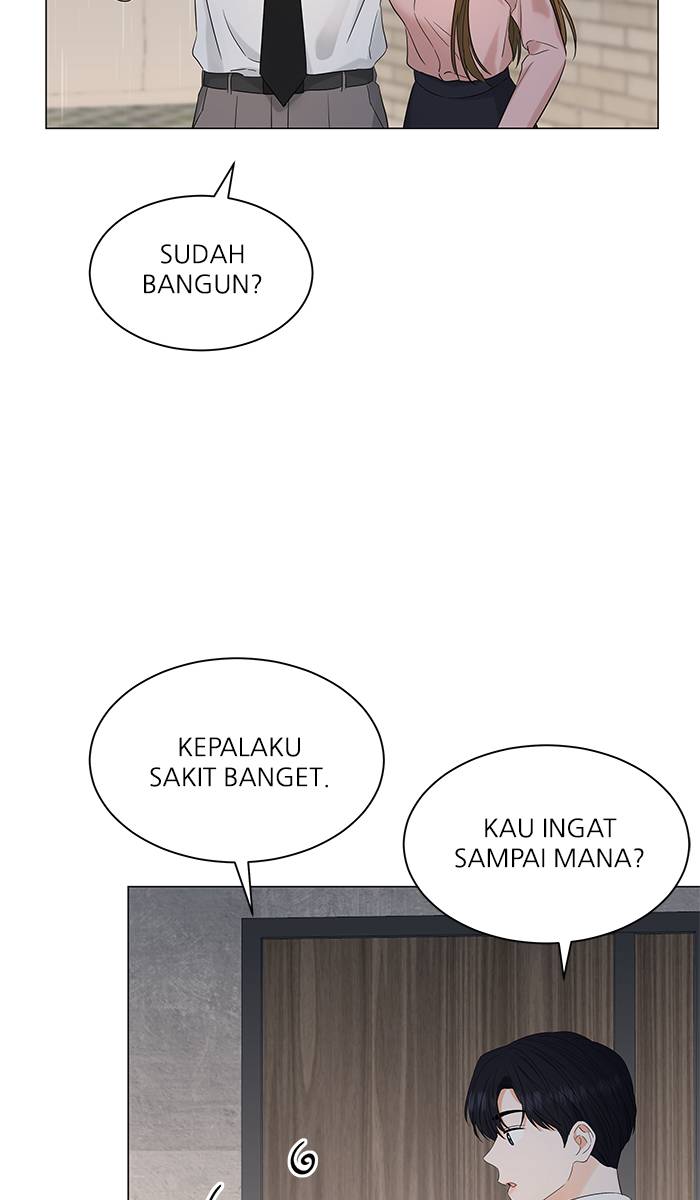 SUDAH
BANGUN?
KEPALAKU
SAKIT BANGET.
KAU INGAT
SAMPAI MANA?